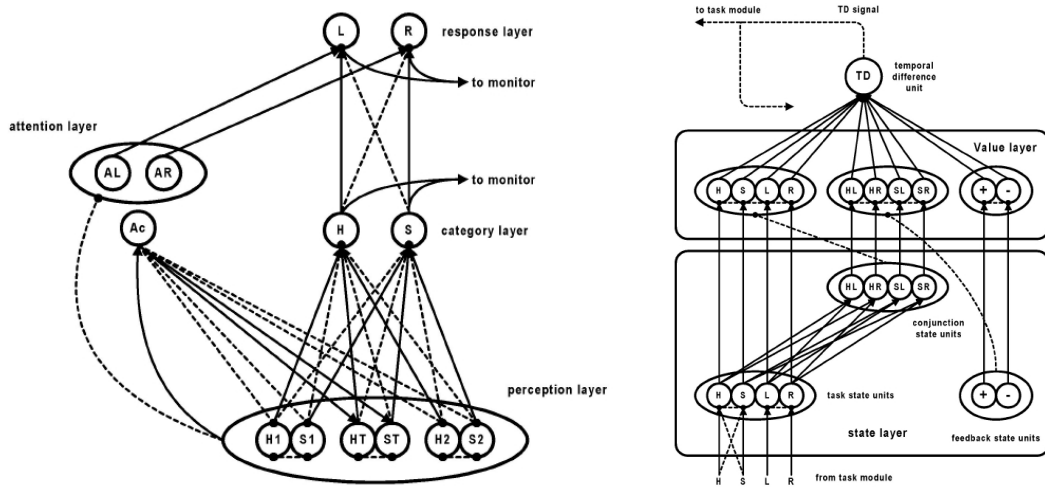 L R response layer
to monitor
attention layer
AL AR
to monitor
Ac H S category layer
perception layer
H1 S1 HT ST H2 S2
to task module TD signal
TD temporal
difference
unit
Value layer
H S L R HL HR SL SR + -
HL HR SL SR
conjunction
state units
H S L R task state units + -
state layer feedback state units
H S L R from task module